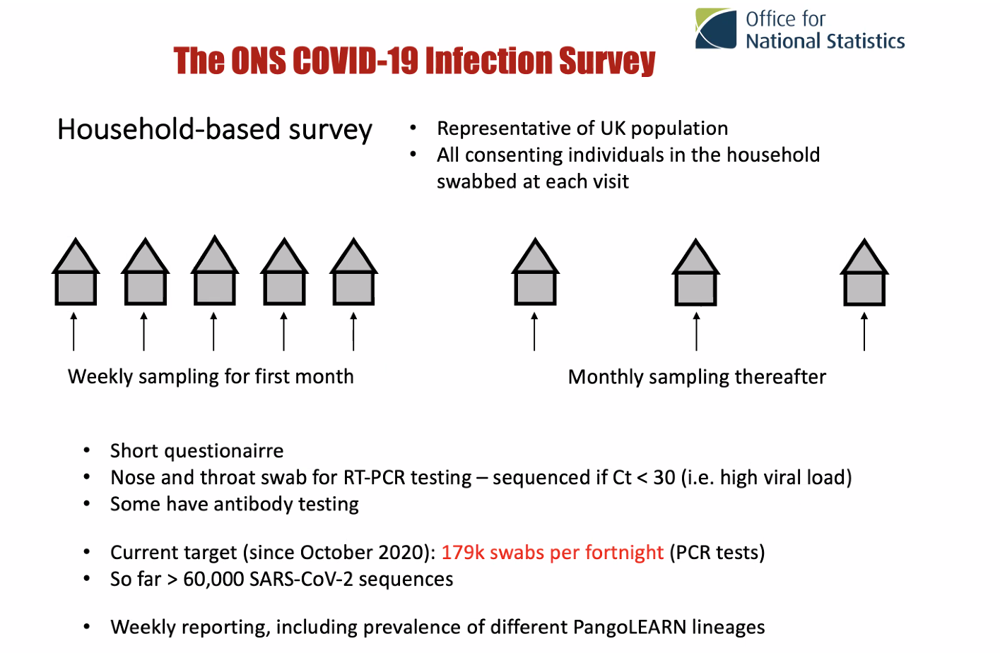 Office for
National Statistics
The ONS COVID-19 Infection Survey
Household-based survey
• Representative of UK population
• All consenting individuals in the household
swabbed at each visit
Weekly sampling for first month
Monthly sampling thereafter
• Short questionairre
• Nose and throat swab for RT-PCR testing – sequenced if Ct < 30 (i.e. high viral load)
• Some have antibody testing
• Current target (since October 2020): 179k swabs per fortnight (PCR tests)
• So far > 60,000 SARS-CoV-2 sequences
• Weekly reporting, including prevalence of different PangoLEARN lineages